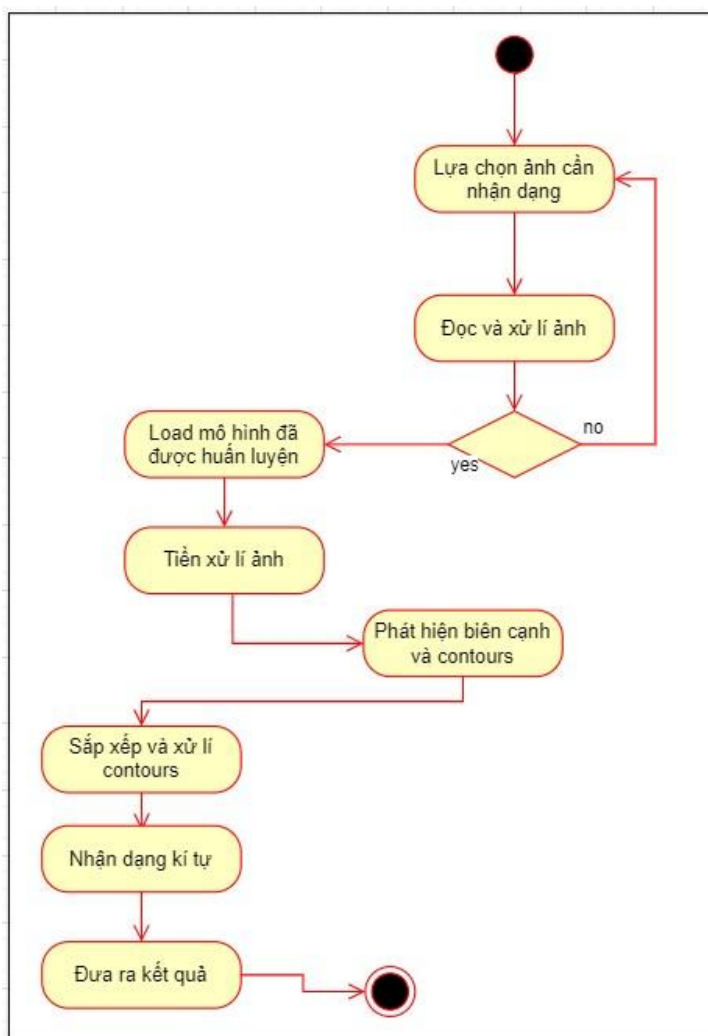 Lựa chọn ảnh cần
nhận dạng
Đọc và xử lí ảnh
no
yes
Load mô hình đã
được huấn luyện
Tiền xử lí ảnh
Phát hiện biên cạnh
và contours
Sắp xếp và xử lí
contours
Nhận dạng kí tự
Đưa ra kết quả